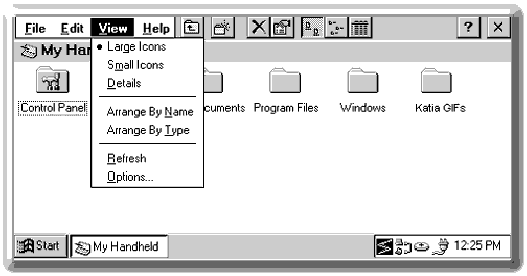 File Edit View Help ? X
My Han
Large Icons
Small Icons
Details
Arrange By Name
Arrange By Type
Refresh
Options...
Control Panel cuments Program Files Windows Katia GIFs
Start My Handheld 12:25 PM